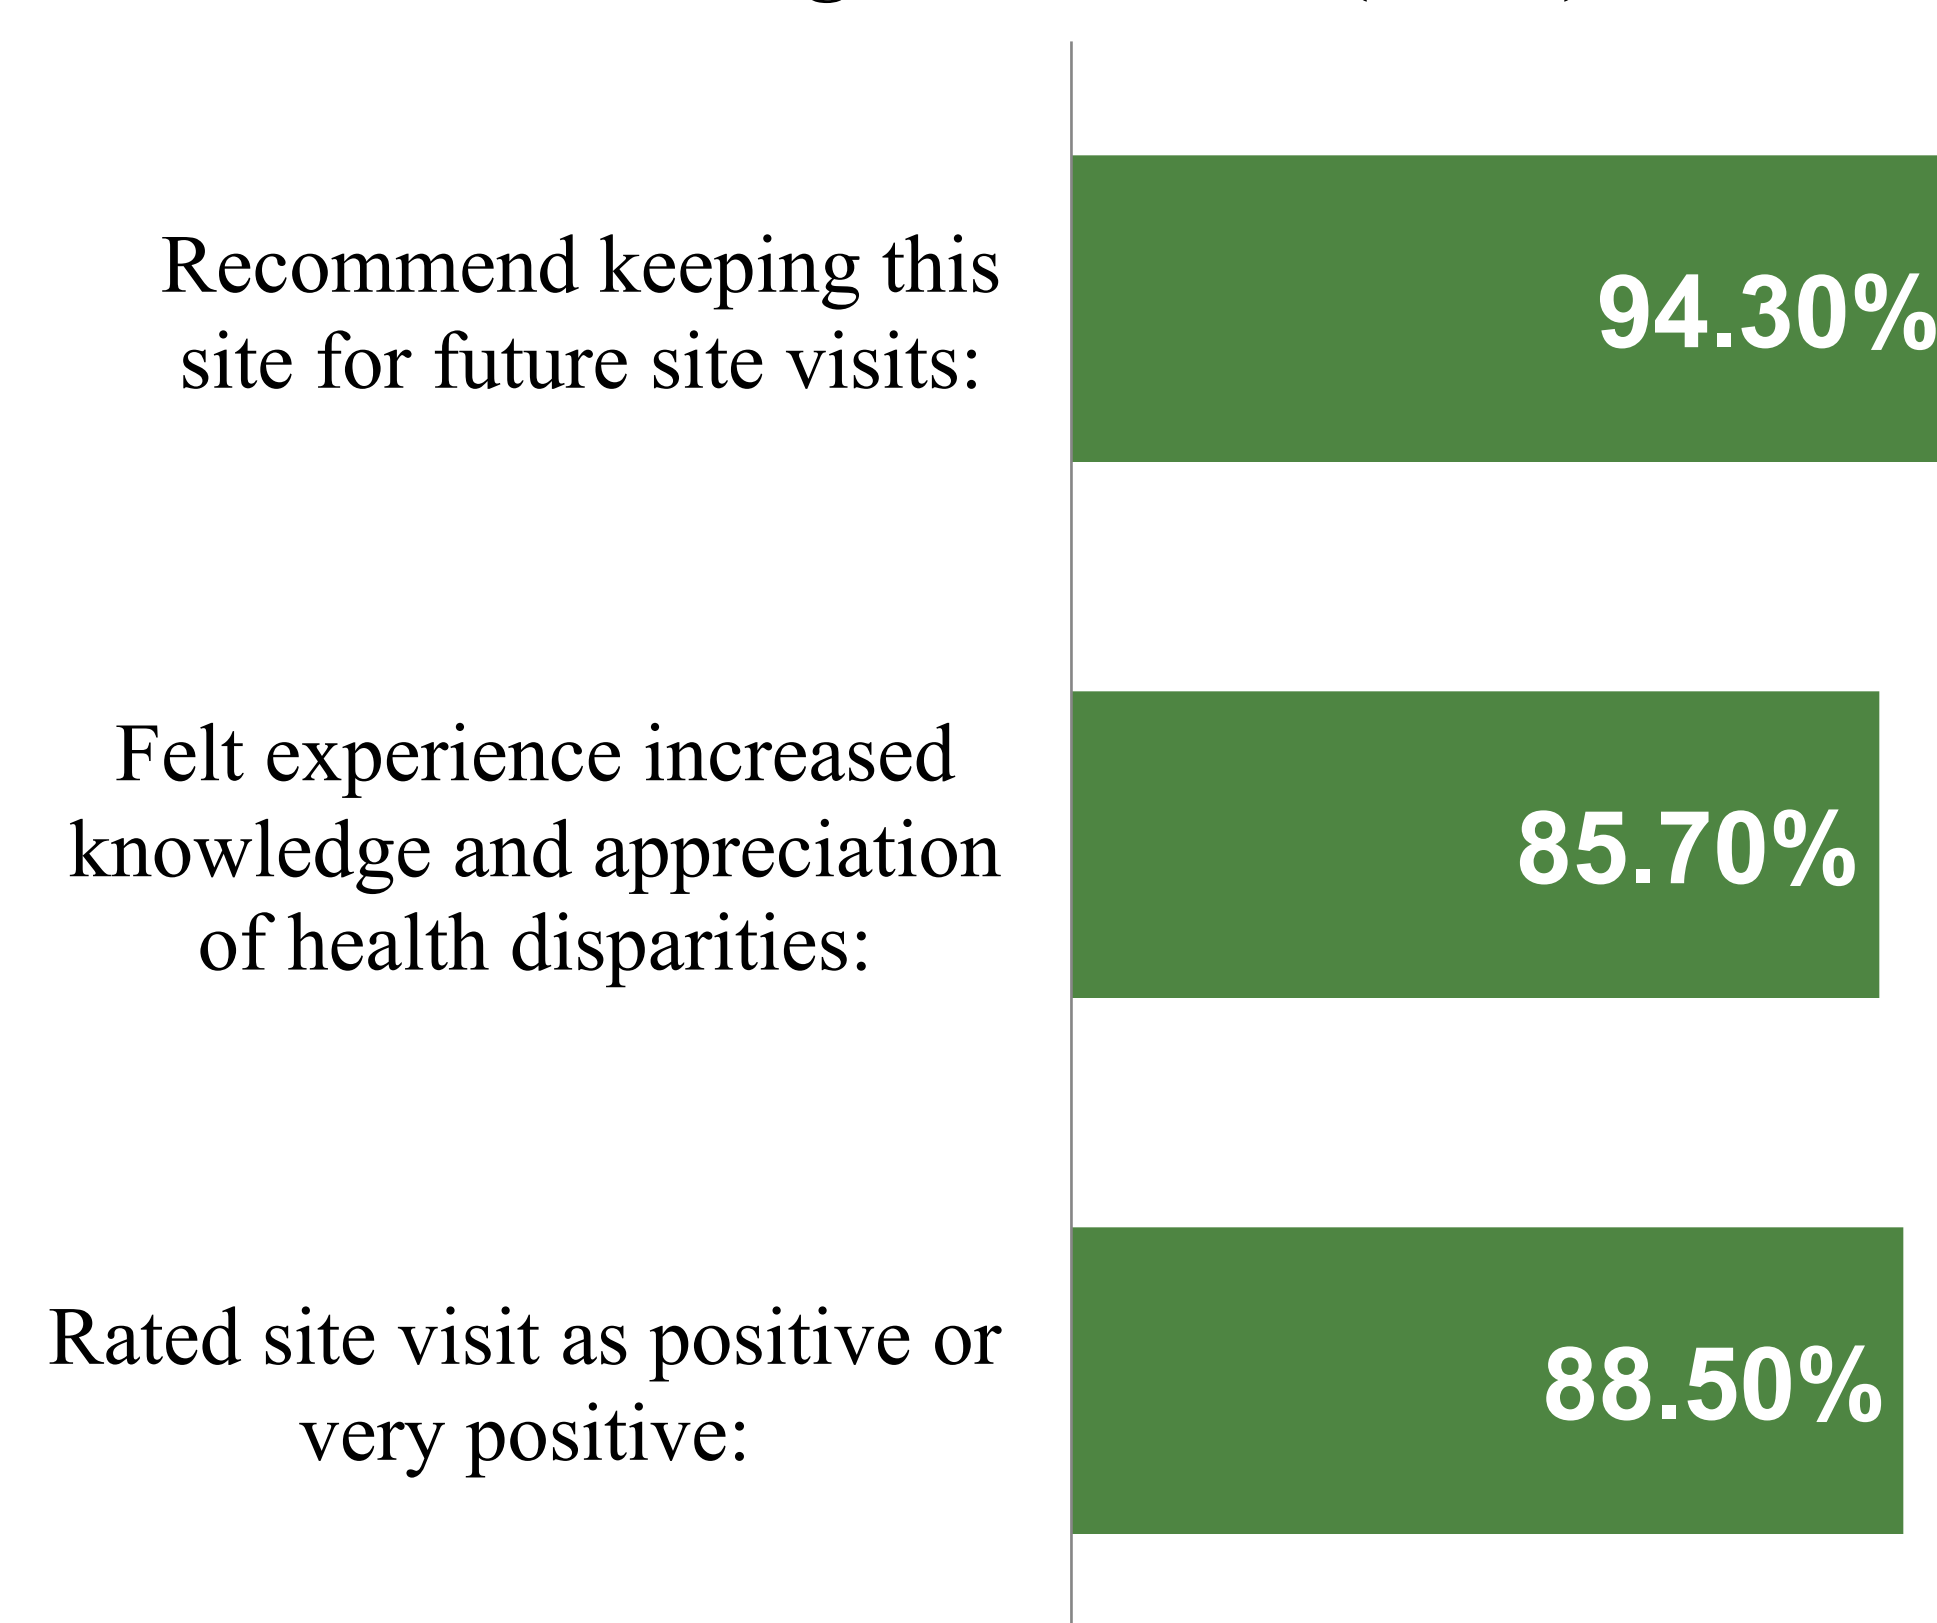 Recommend keeping this
site for future site visits:
94.30%
Felt experience increased
knowledge and appreciation
of health disparities:
85.70%
Rated site visit as positive or
very positive:
88.50%